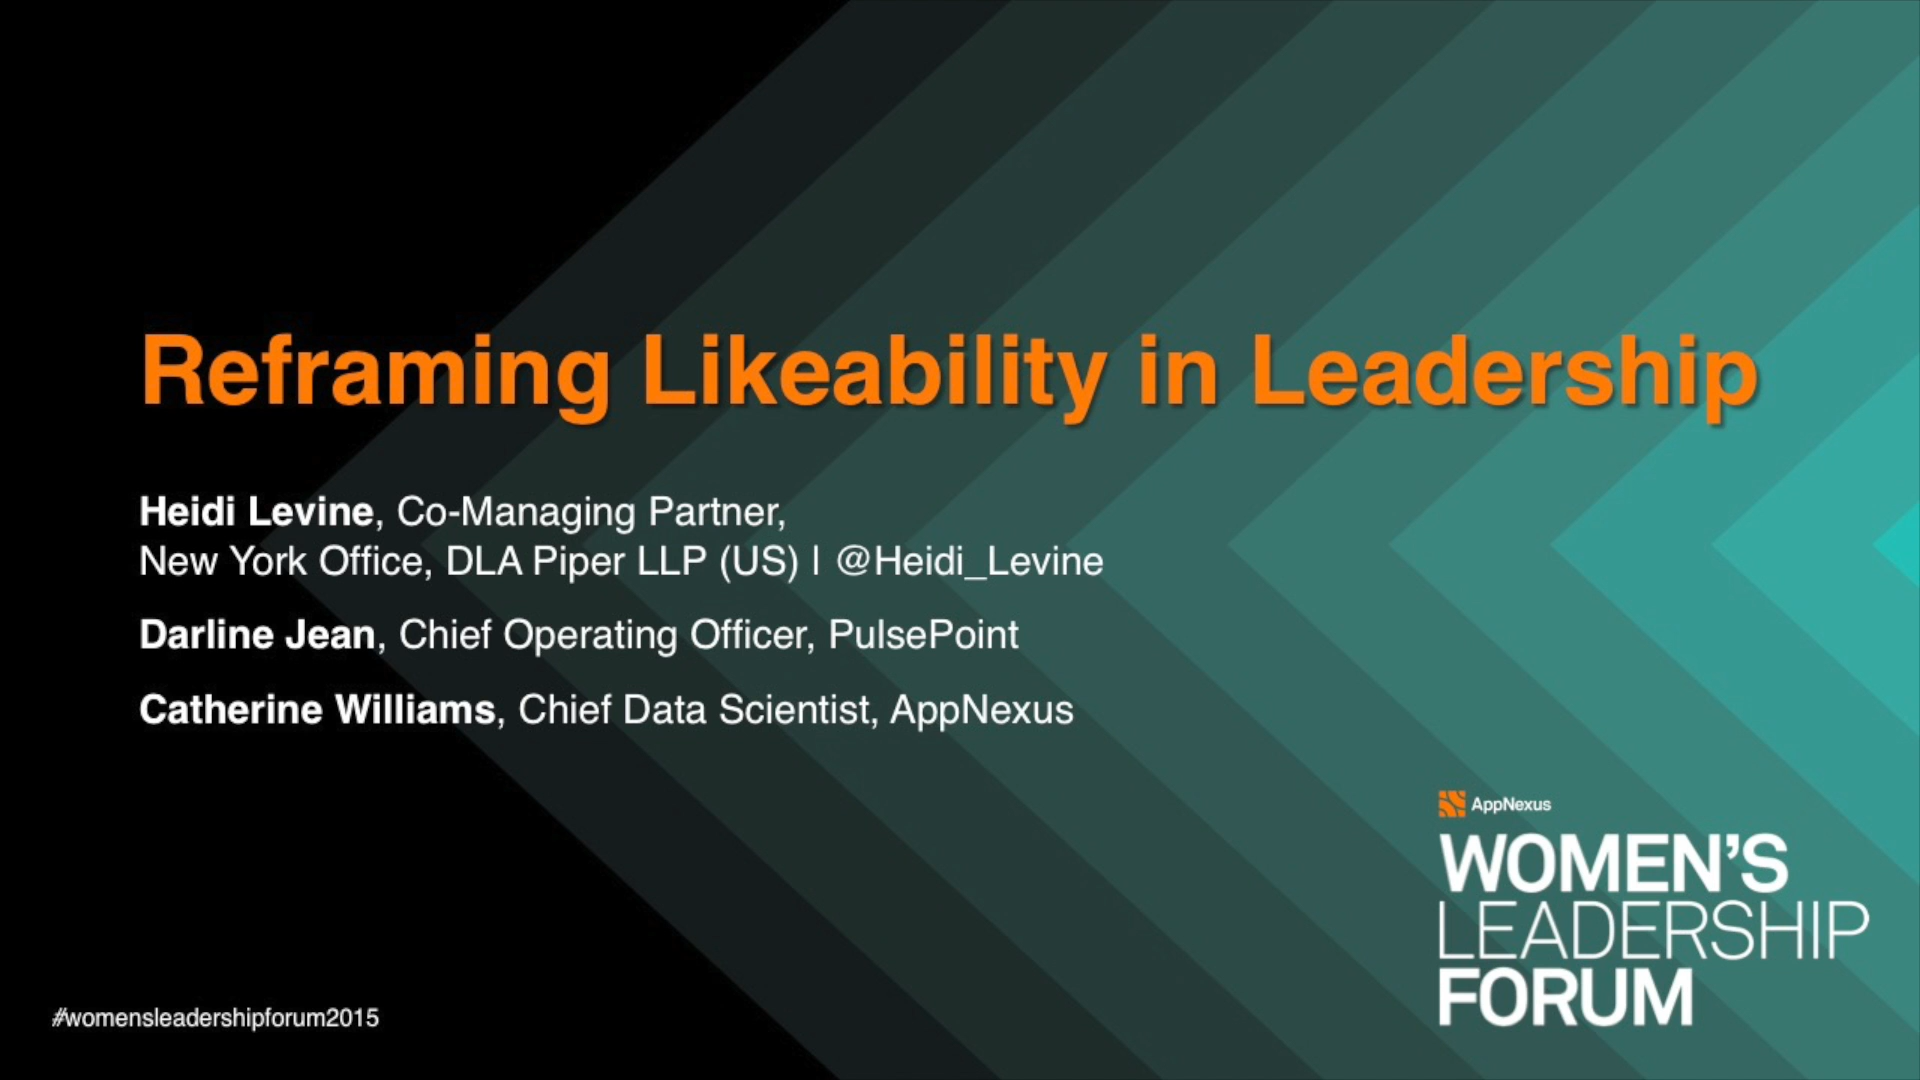 Reframing Likeability in Leadership
Heidi Levine, Co-Managing Partner,
New York Office, DLA Piper LLP (US) | @Heidi_Levine
Darline Jean, Chief Operating Officer, PulsePoint
Catherine Williams, Chief Data Scientist, AppNexus
AppNexus
WOMEN'S
LEADERSHIP
FORUM
#womensleadershipforum2015